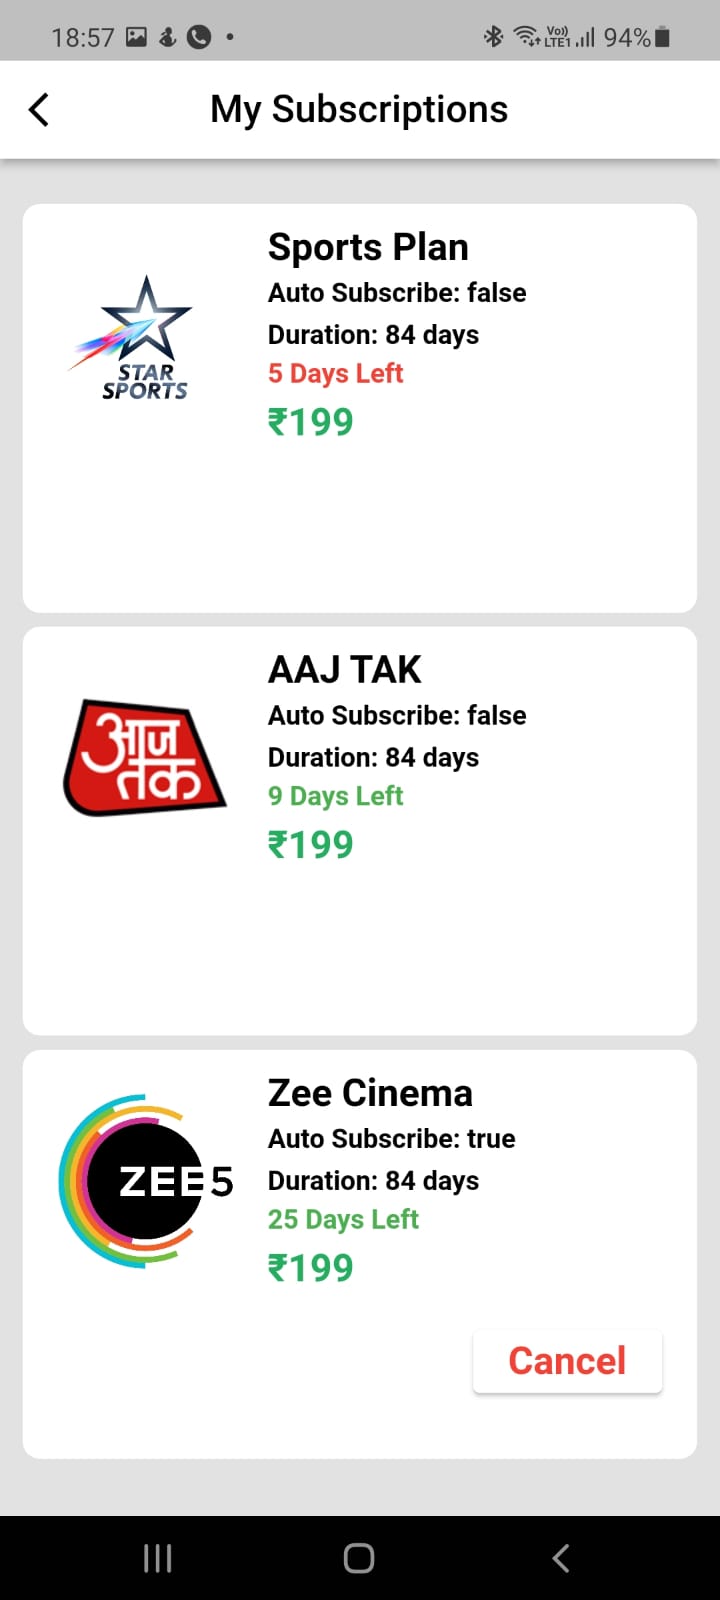 18:57
Vo))
LTE1
94%
My Subscriptions
Sports Plan
Auto Subscribe: false
Duration: 84 days
5 Days Left
₹199
STAR
SPORTS
AAJ TAK
Auto Subscribe: false
Duration: 84 days
9 Days Left
₹199
आज
तक
Zee Cinema
Auto Subscribe: true
Duration: 84 days
25 Days Left
₹199
ZEE5
Cancel